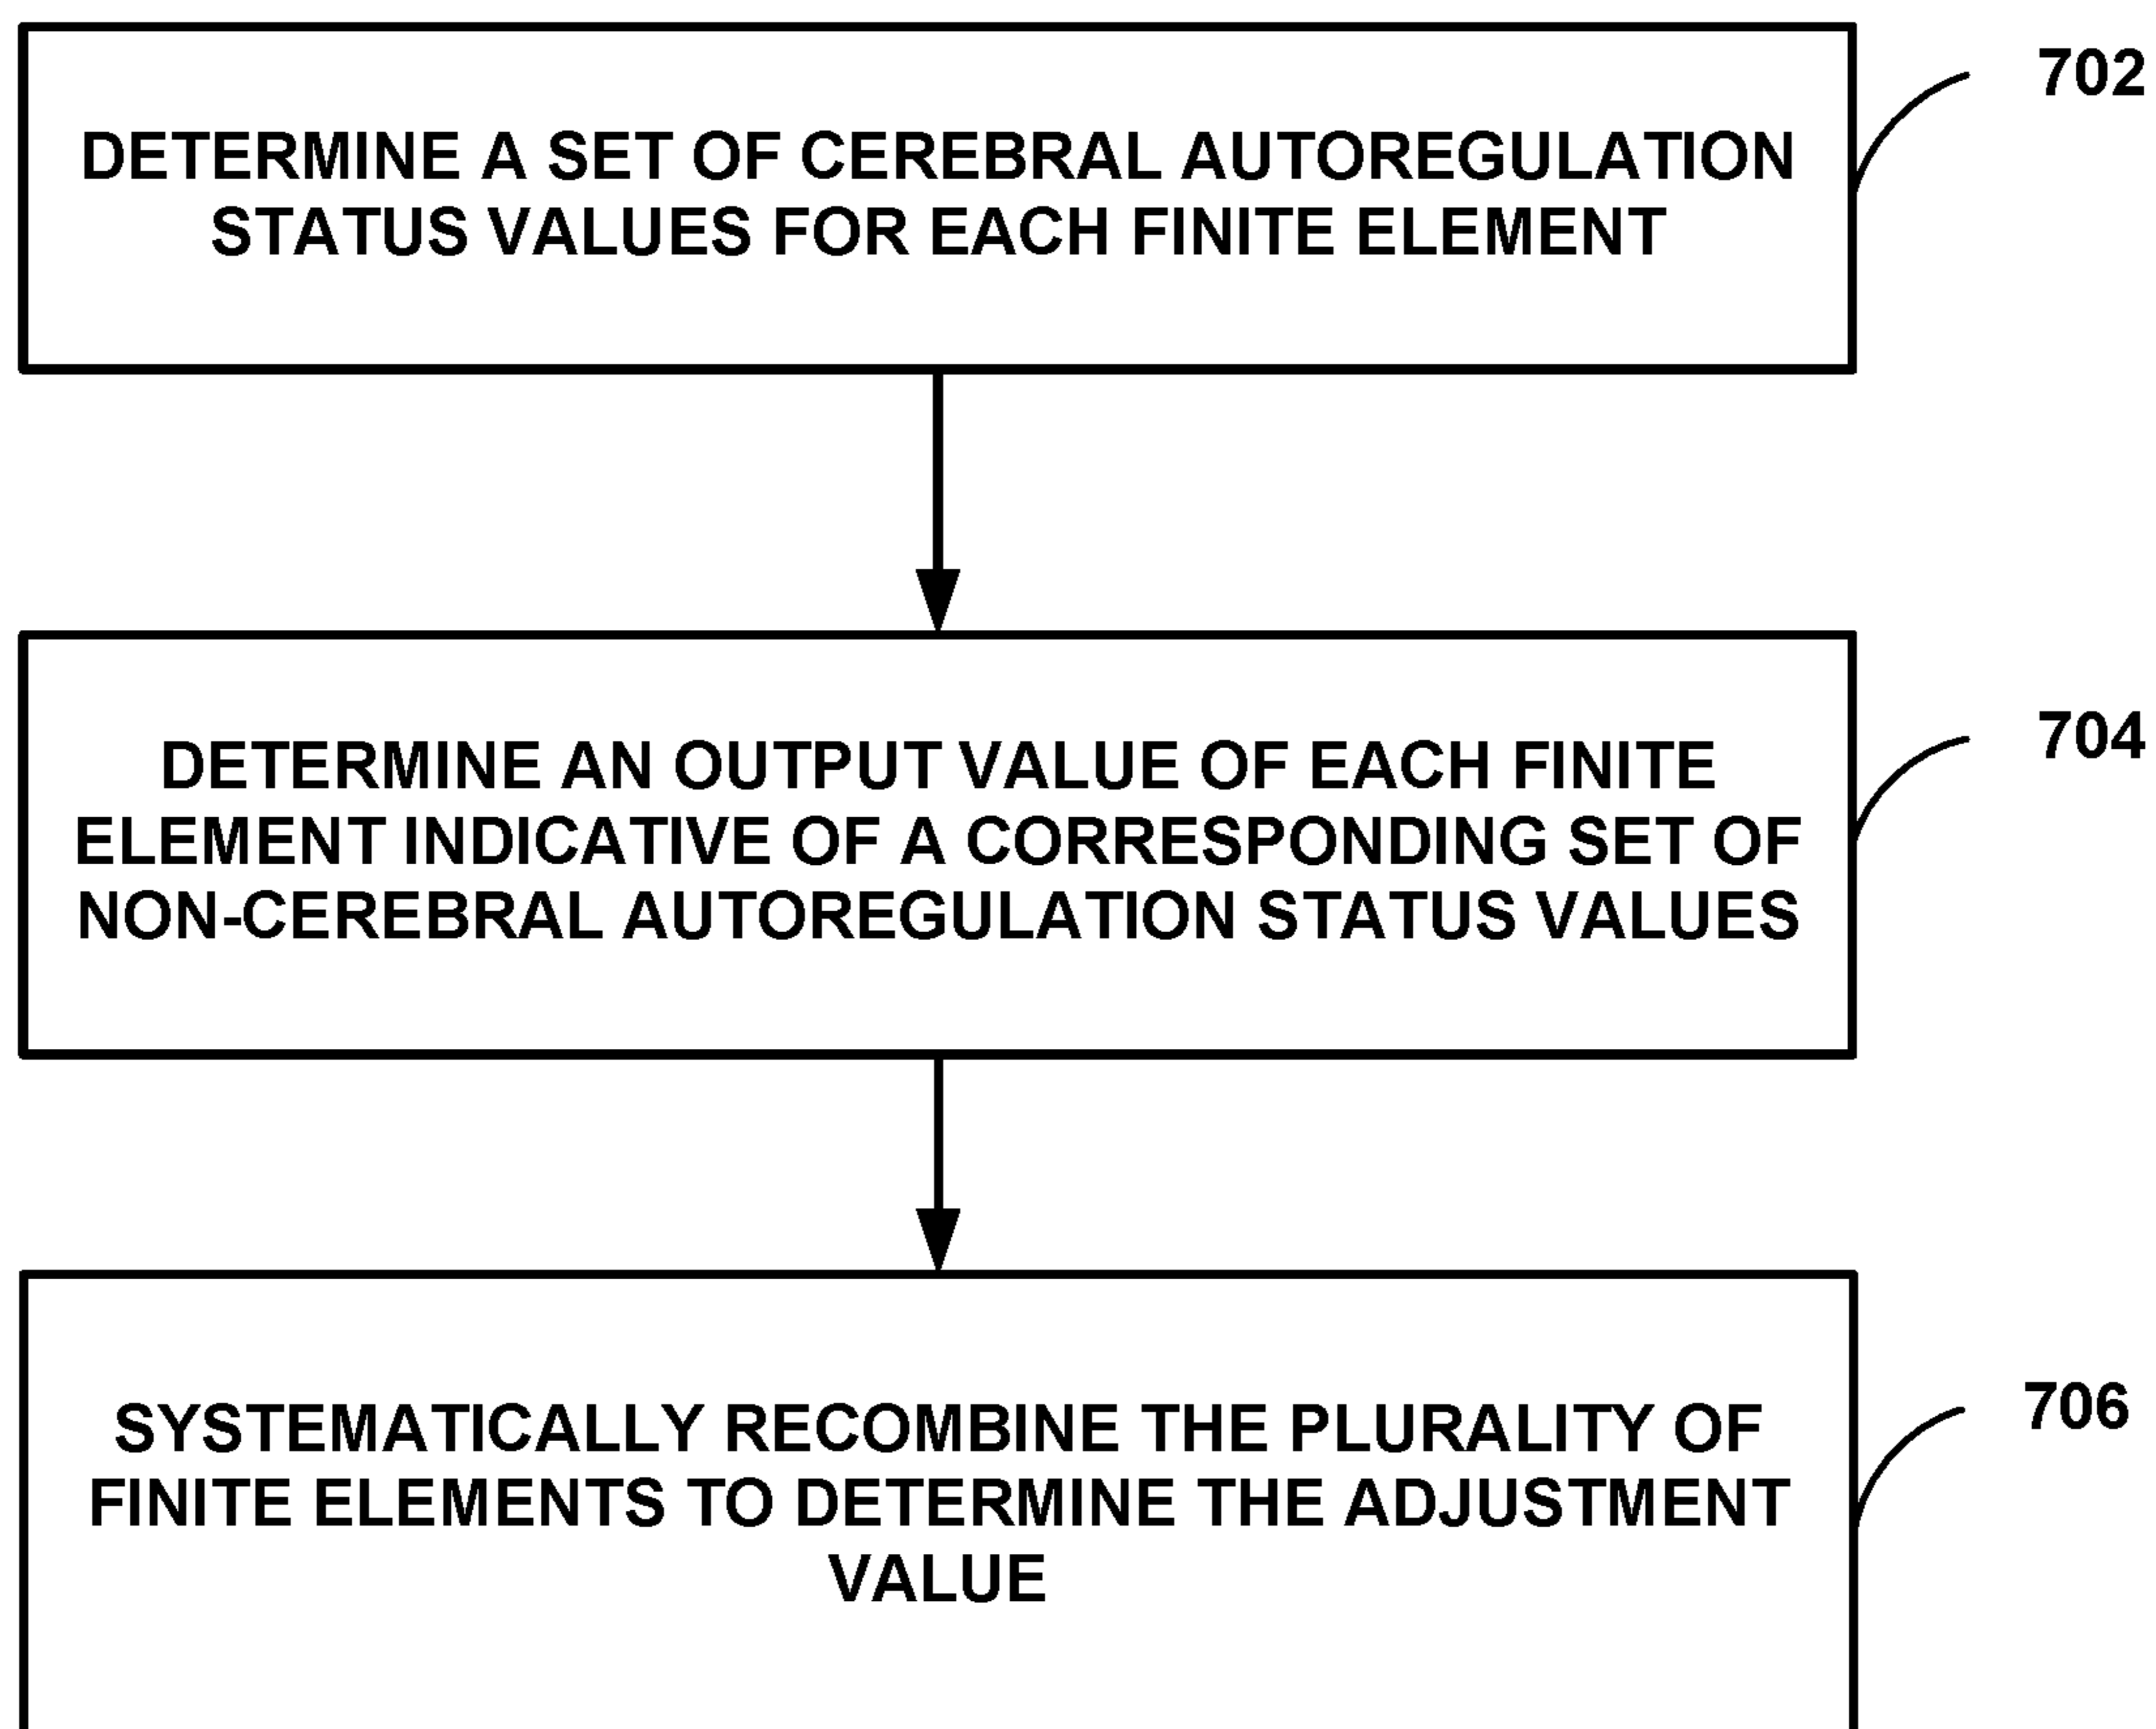 702
DETERMINE A SET OF CEREBRAL AUTOREGULATION
STATUS VALUES FOR EACH FINITE ELEMENT
704
DETERMINE AN OUTPUT VALUE OF EACH FINITE
ELEMENT INDICATIVE OF A CORRESPONDING SET OF
NON-CEREBRAL AUTOREGULATION STATUS VALUES
706
SYSTEMATICALLY RECOMBINE THE PLURALITY OF
FINITE ELEMENTS TO DETERMINE THE ADJUSTMENT
VALUE